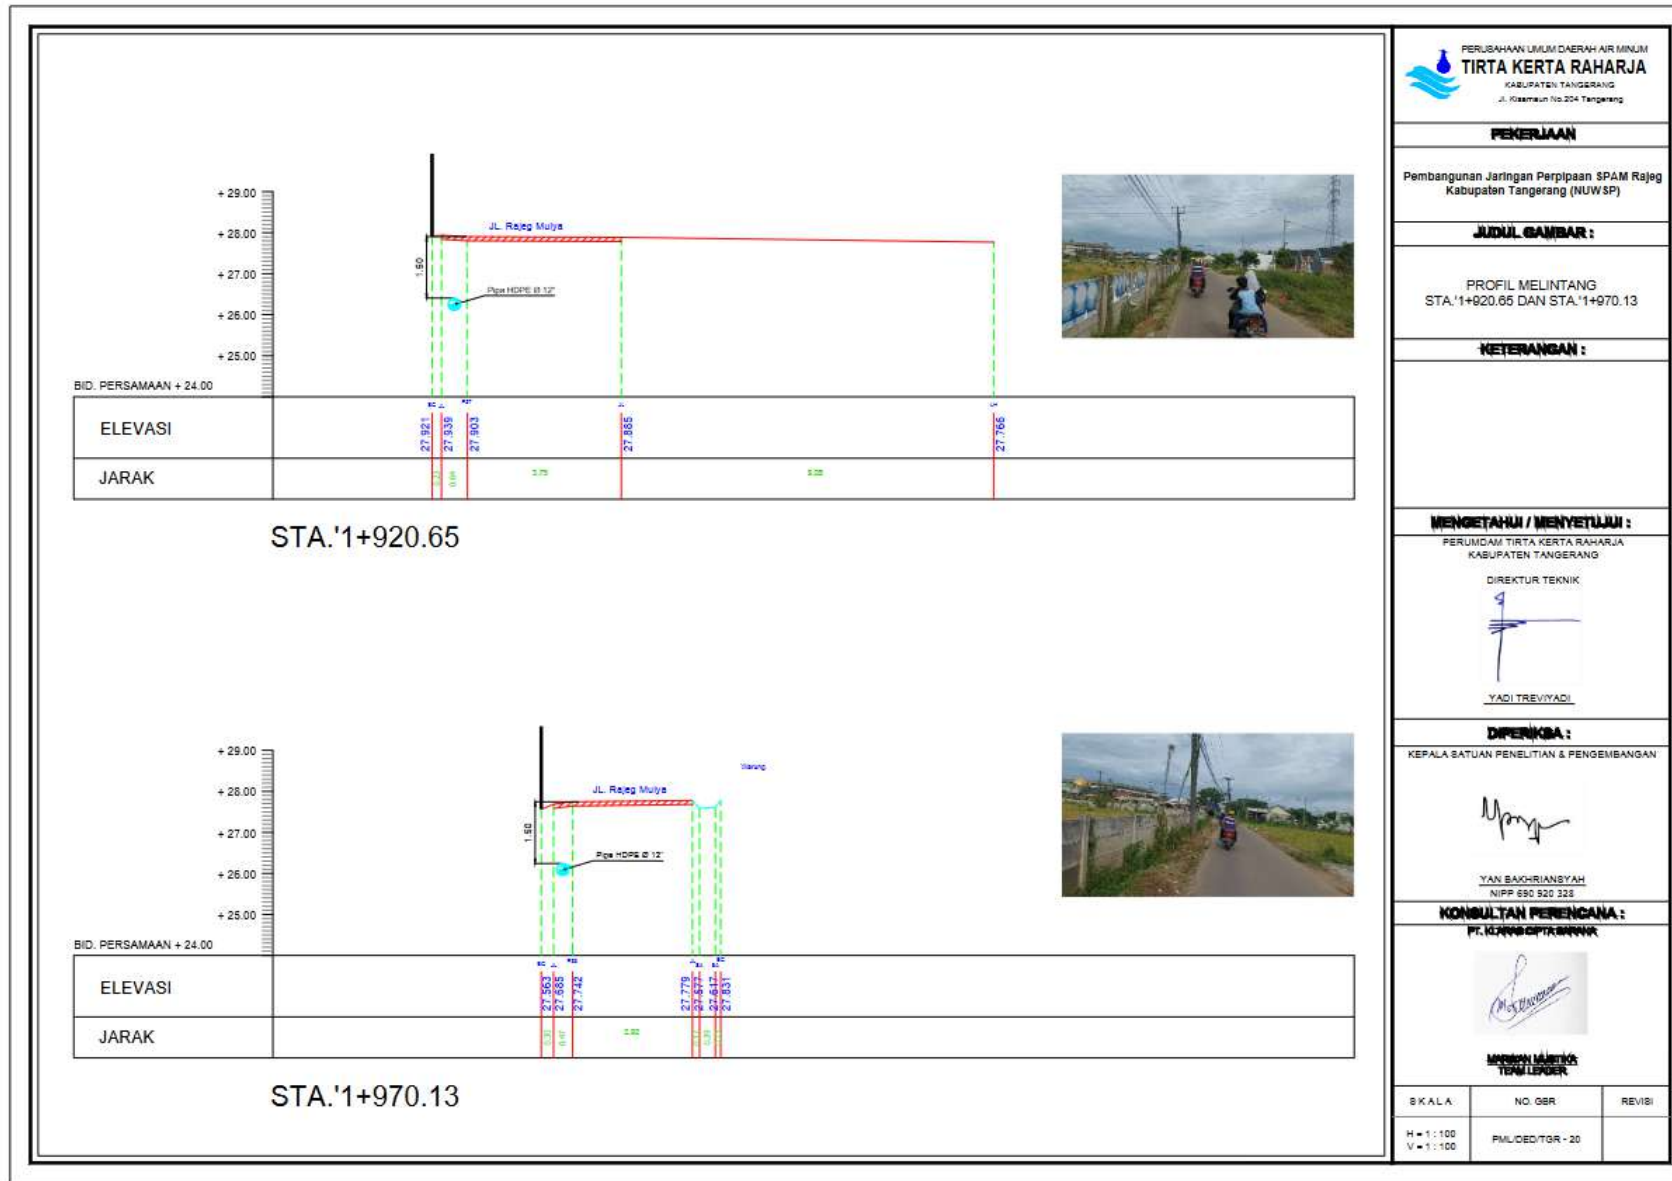 PERUSAHAAN UMUM DAERAH AIR MINUM
TIRTA KERTA RAHARJA
KABUPATEN TANGERANG
Jl. Kisamaun No.204 Tangerang
PEKERJAAN
Pembangunan Jaringan Perpipaan SPAM Rajeg
Kabupaten Tangerang (NUWSP)
JUDUL GAMBAR :
PROFIL MELINTANG
STA.'1+920.65 DAN STA.'1+970.13
KETERANGAN :
MENGETAHUI / MENYETUJUI :
PERUMDAM TIRTA KERTA RAHARJA
KABUPATEN TANGERANG
DIREKTUR TEKNIK
YADI TREVIYADI
DIPERIKSA :
KEPALA SATUAN PENELITIAN & PENGEMBANGAN
YAN BAKHRIANSYAH
NIPP 690 920 328
KONSULTAN PERENCANA :
TEAM LEADER
SKALA
NO. GBR
REVISI
H = 1 : 100
V = 1 : 100
PML/DED/TGR - 20
+ 29.00
+ 28.00
+ 27.00
+ 26.00
+ 25.00
BID. PERSAMAAN + 24.00
JL. Rajeg Mulya
1.50
Pipa HDPE Ø 12"
ELEVASI
27.921
27.939
27.903
27.885
27.766
JARAK
STA.'1+920.65
+ 29.00
+ 28.00
+ 27.00
+ 26.00
+ 25.00
BID. PERSAMAAN + 24.00
Warung
JL. Rajeg Mulya
1.50
Pipa HDPE Ø 12"
ELEVASI
27.563
27.685
27.742
27.779
27.577
27.617
27.831
JARAK
STA.'1+970.13